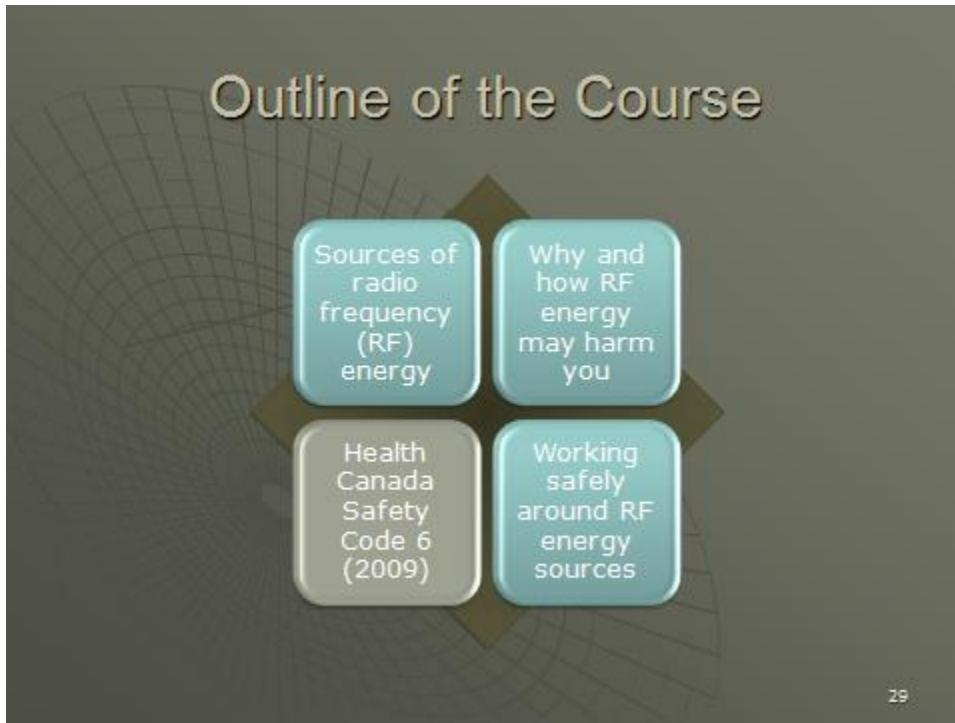 Outline of the Course
Sources of
radio
frequency
(RF)
energy
Why and
how RF
energy
may harm
you
Health
Canada
Safety
Code 6
(2009)
Working
safely
around RF
energy
sources
29